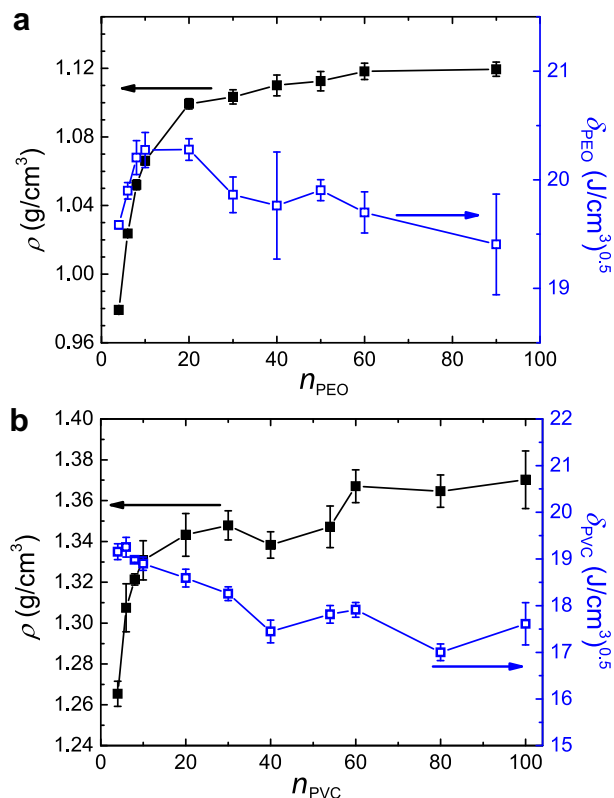 a
1.12
1.08
1.04
1.00
0.96
ρ (g/cm³)
21
20
19
δPEO (J/cm³)^0.5
0 20 40 60 80 100
nPEO
b
1.40
1.38
1.36
1.34
1.32
1.30
1.28
1.26
1.24
ρ (g/cm³)
22
21
20
19
18
17
16
15
δPVC (J/cm³)^0.5
0 20 40 60 80 100
nPVC